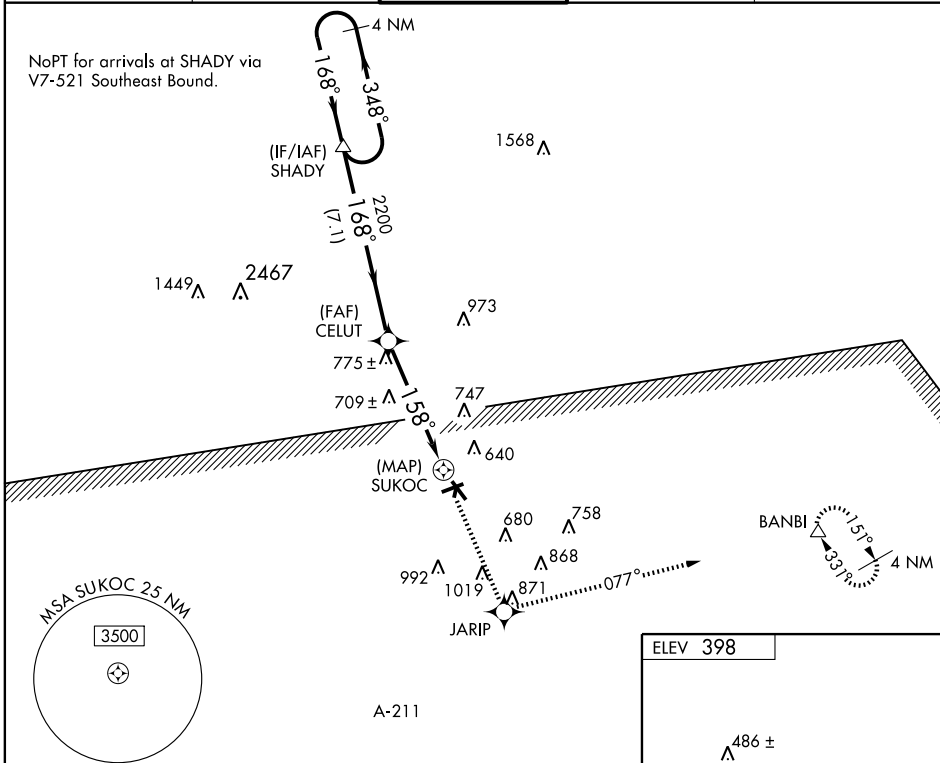 4 NM
NoPT for arrivals at SHADY via
V7-521 Southeast Bound.
168°
348°
(IF/IAF)
SHADY
1568
2200
168°
(7.1)
1449
2467
(FAF)
CELUT
973
775 ±
709 ±
158°
747
640
(MAP)
SUKOC
680
758
BANBI
151°
331°
4 NM
992
1019
868
871
077°
JARIP
MSA SUKOC 25 NM
3500
A-211
ELEV 398
486 ±